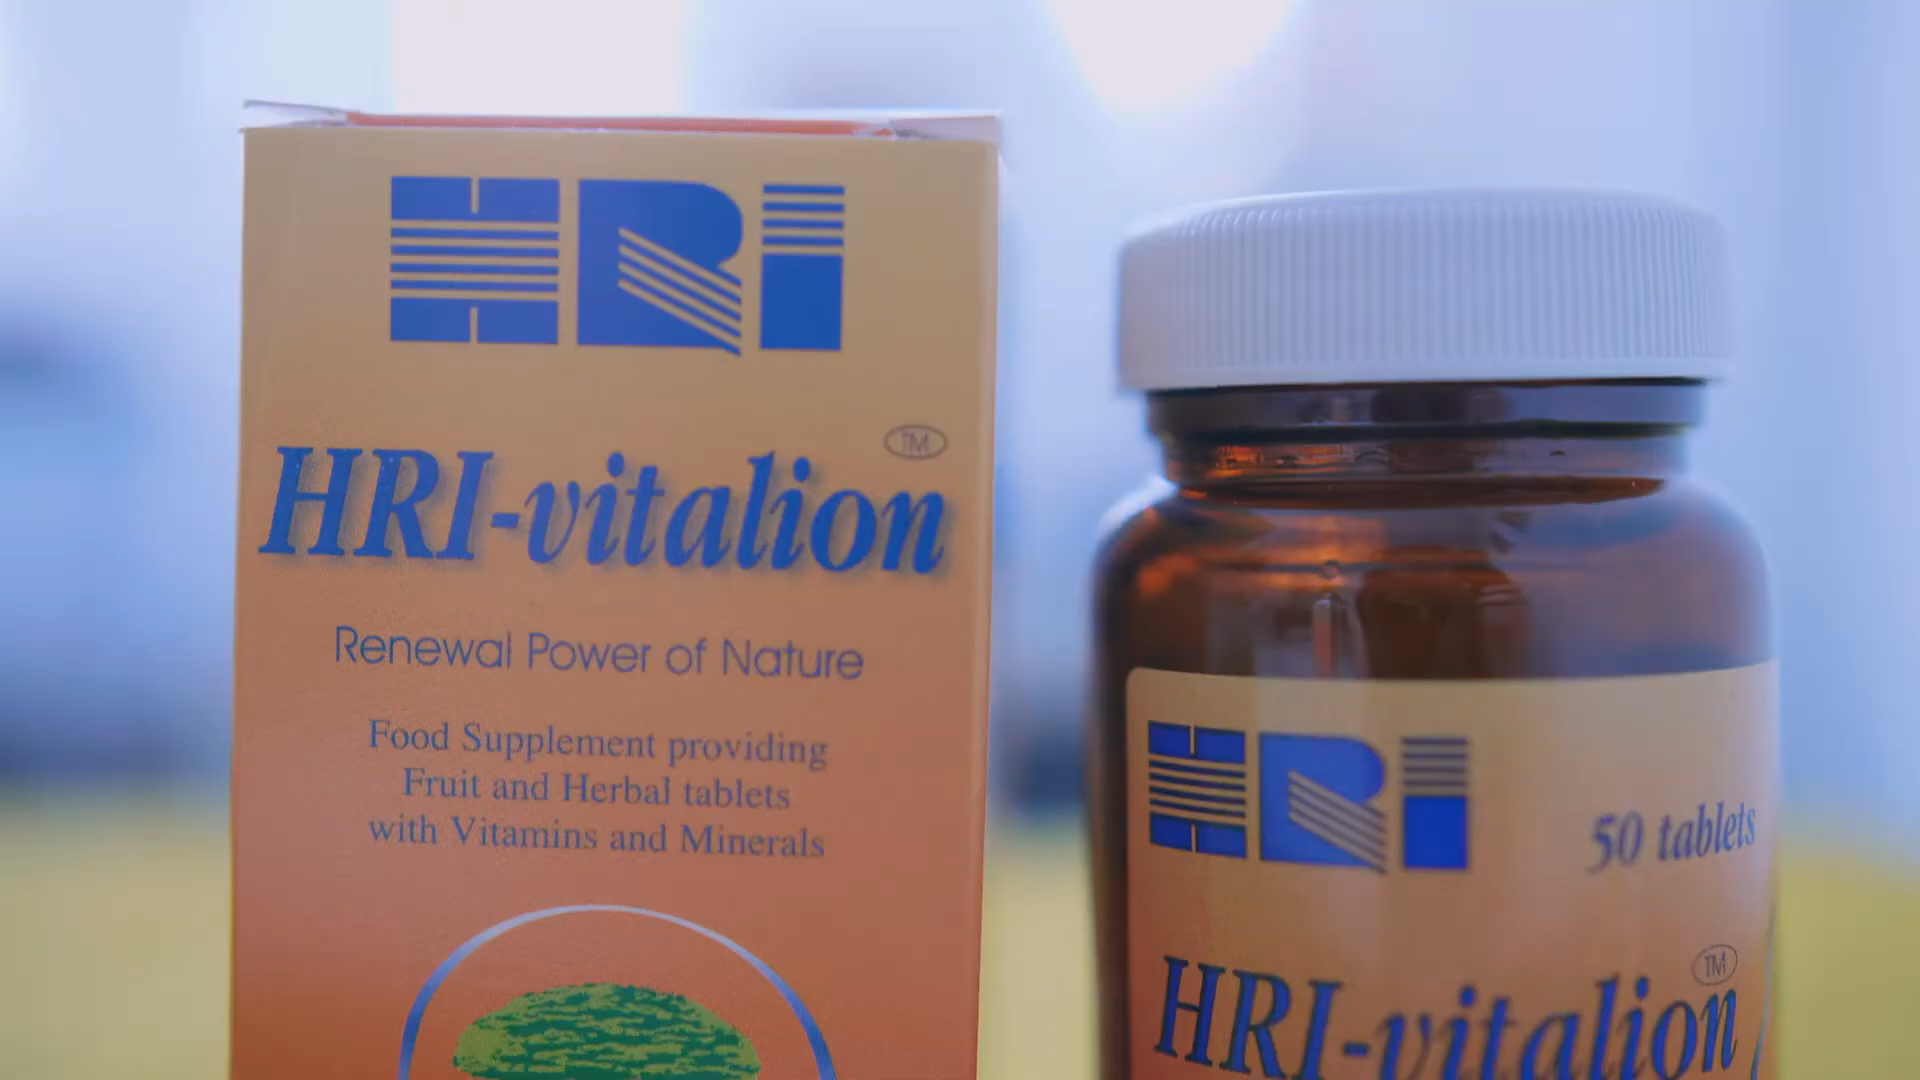 HRI
HRI-vitalion
TM
Renewal Power of Nature
Food Supplement providing
Fruit and Herbal tablets
with Vitamins and Minerals
HRI
50 tablets
HRI-vitalion
TM